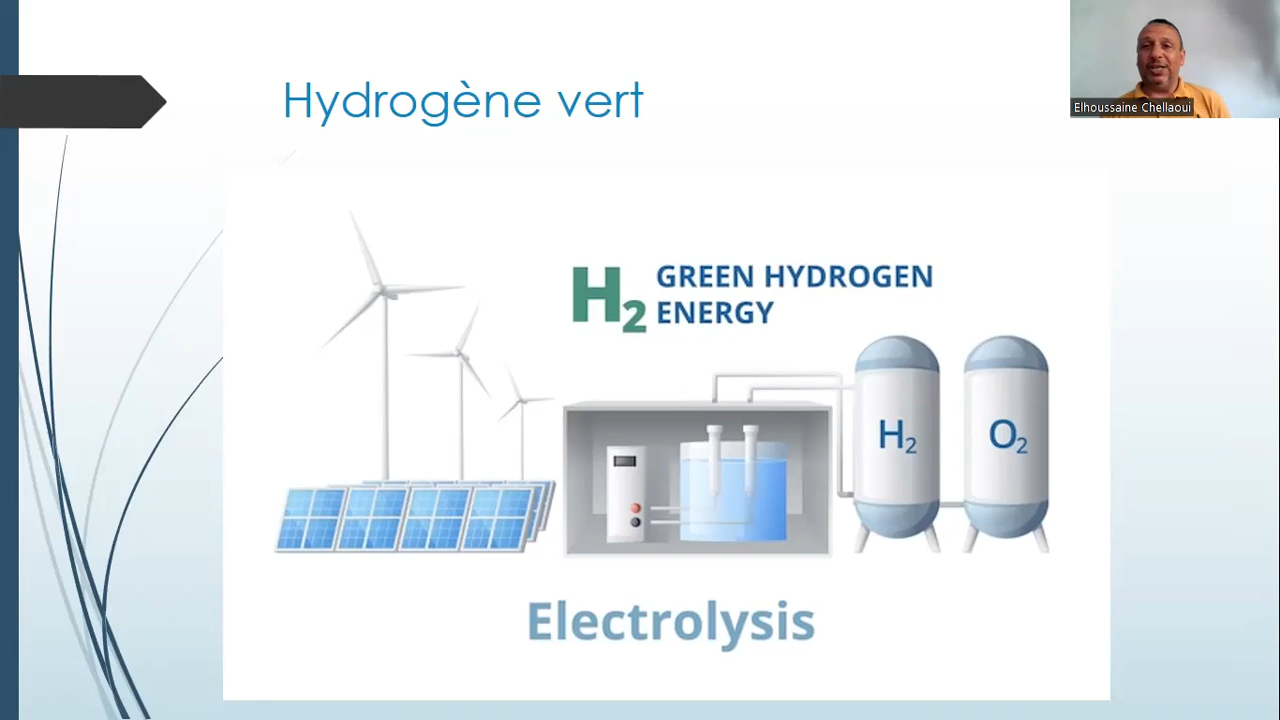 Hydrogène vert
Elhoussaine Chellaoui
H2 GREEN HYDROGEN
ENERGY
H2
O2
Electrolysis